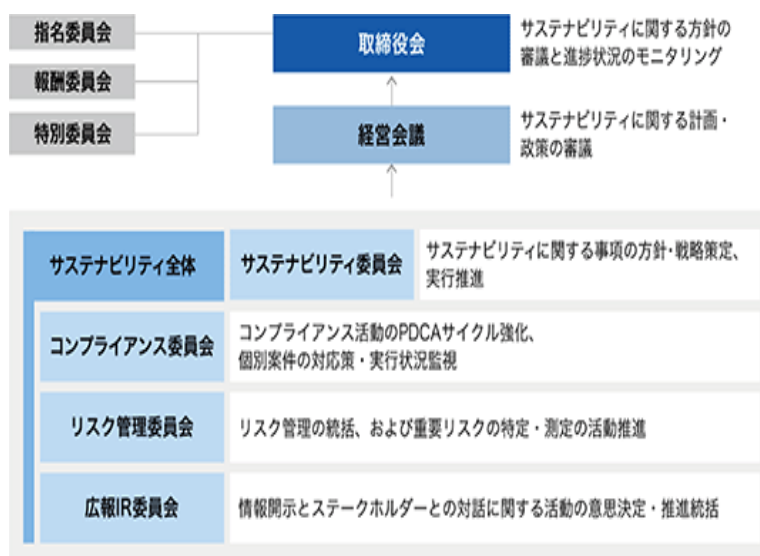 指名委員会
報酬委員会
特別委員会
取締役会
サステナビリティに関する方針の
審議と進捗状況のモニタリング
経営会議
サステナビリティに関する計画・
政策の審議
サステナビリティ全体
サステナビリティ委員会
サステナビリティに関する事項の方針・戦略策定、
実行推進
コンプライアンス委員会
コンプライアンス活動のPDCAサイクル強化、
個別案件の対応策・実行状況監視
リスク管理委員会
リスク管理の統括、および重要リスクの特定・測定の活動推進
広報IR委員会
情報開示とステークホルダーとの対話に関する活動の意思決定・推進統括